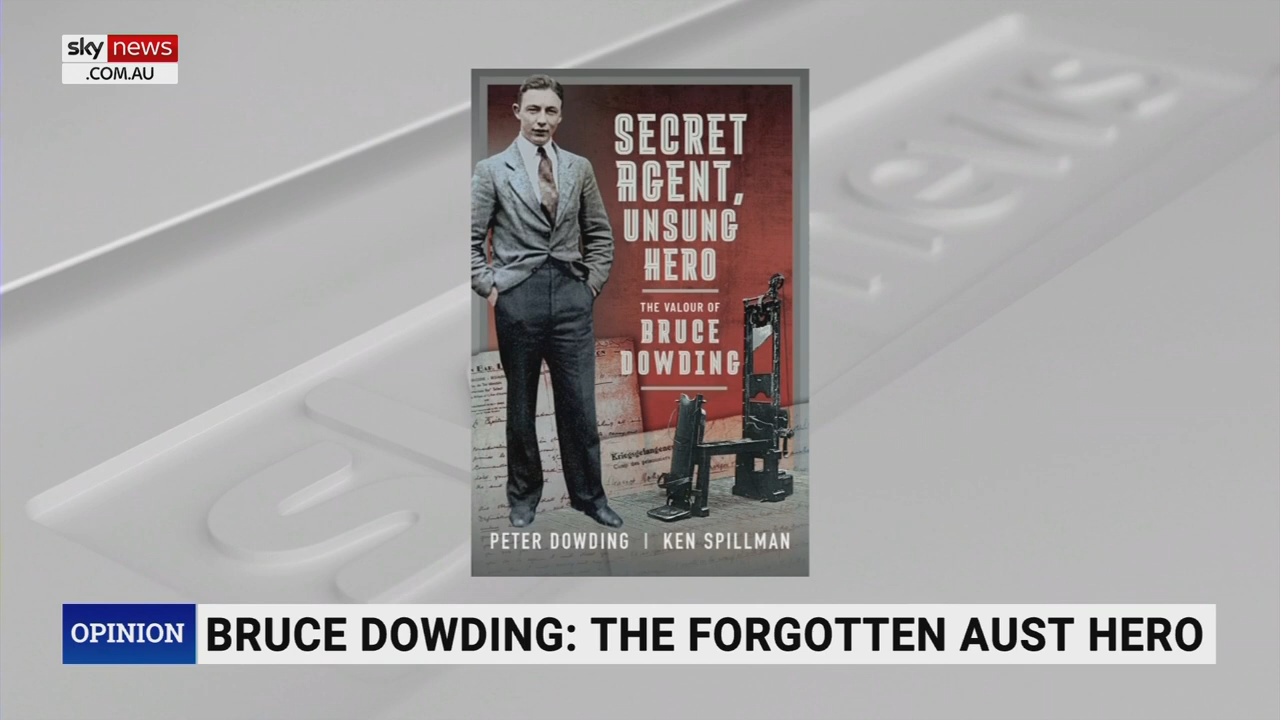 sky news
.COM.AU
SECRET
AGENT,
UNSUNG
HERO
THE VALOUR OF
BRUCE
DOWDING
Kriegsgefangene
PETER DOWDING | KEN SPILLMAN
OPINION BRUCE DOWDING: THE FORGOTTEN AUST HERO